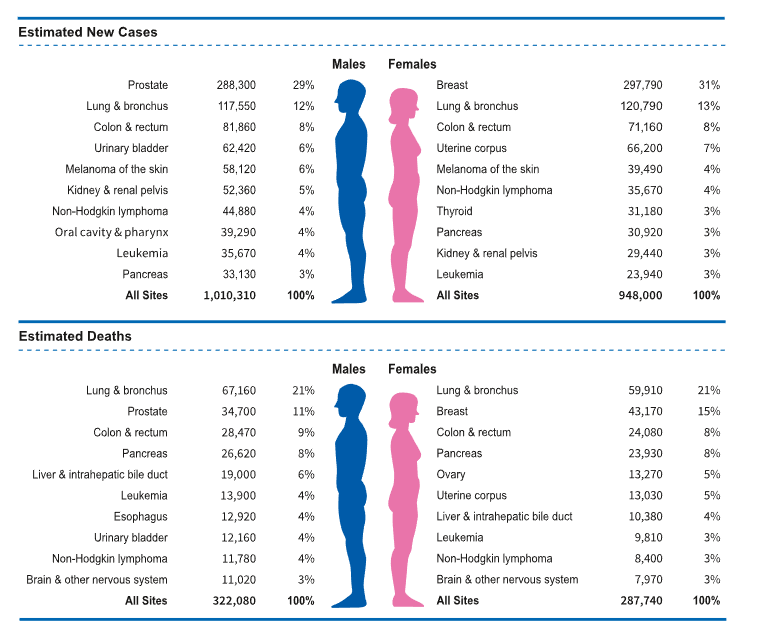 Estimated New Cases
Males Females
Prostate 288,300 29% Breast 297,790 31%
Lung & bronchus 117,550 12% Lung & bronchus 120,790 13%
Colon & rectum 81,860 8% Colon & rectum 71,160 8%
Urinary bladder 62,420 6% Uterine corpus 66,200 7%
Melanoma of the skin 58,120 6% Melanoma of the skin 39,490 4%
Kidney & renal pelvis 52,360 5% Non-Hodgkin lymphoma 35,670 4%
Non-Hodgkin lymphoma 44,880 4% Thyroid 31,180 3%
Oral cavity & pharynx 39,290 4% Pancreas 30,920 3%
Leukemia 35,670 4% Kidney & renal pelvis 29,440 3%
Pancreas 33,130 3% Leukemia 23,940 3%
All Sites 1,010,310 100% All Sites 948,000 100%
Estimated Deaths
Males Females
Lung & bronchus 67,160 21% Lung & bronchus 59,910 21%
Prostate 34,700 11% Breast 43,170 15%
Colon & rectum 28,470 9% Colon & rectum 24,080 8%
Pancreas 26,620 8% Pancreas 23,930 8%
Liver & intrahepatic bile duct 19,000 6% Ovary 13,270 5%
Leukemia 13,900 4% Uterine corpus 13,030 5%
Esophagus 12,920 4% Liver & intrahepatic bile duct 10,380 4%
Urinary bladder 12,160 4% Leukemia 9,810 3%
Non-Hodgkin lymphoma 11,780 4% Non-Hodgkin lymphoma 8,400 3%
Brain & other nervous system 11,020 3% Brain & other nervous system 7,970 3%
All Sites 322,080 100% All Sites 287,740 100%